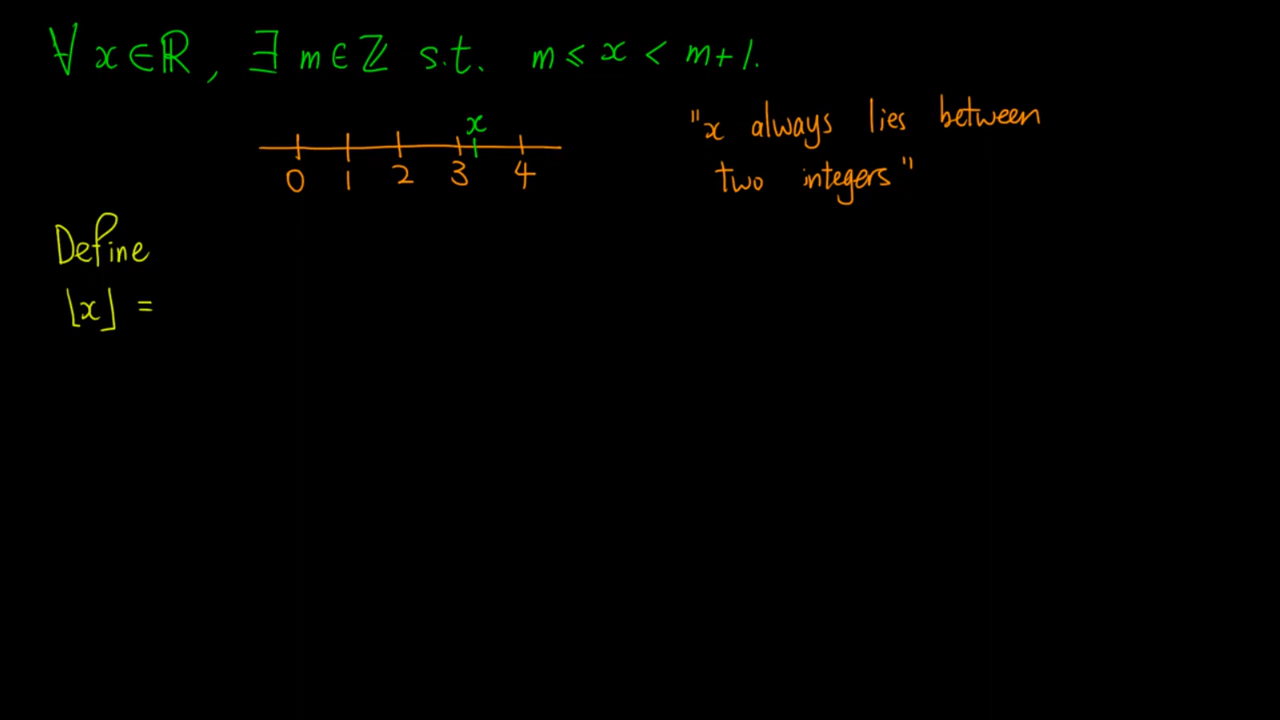 ∀ x ∈ ℝ, ∃ m ∈ ℤ s.t. m ≤ x < m + 1.
x
0 1 2 3 4
"x always lies between
two integers"
Define
⌊x⌋ =